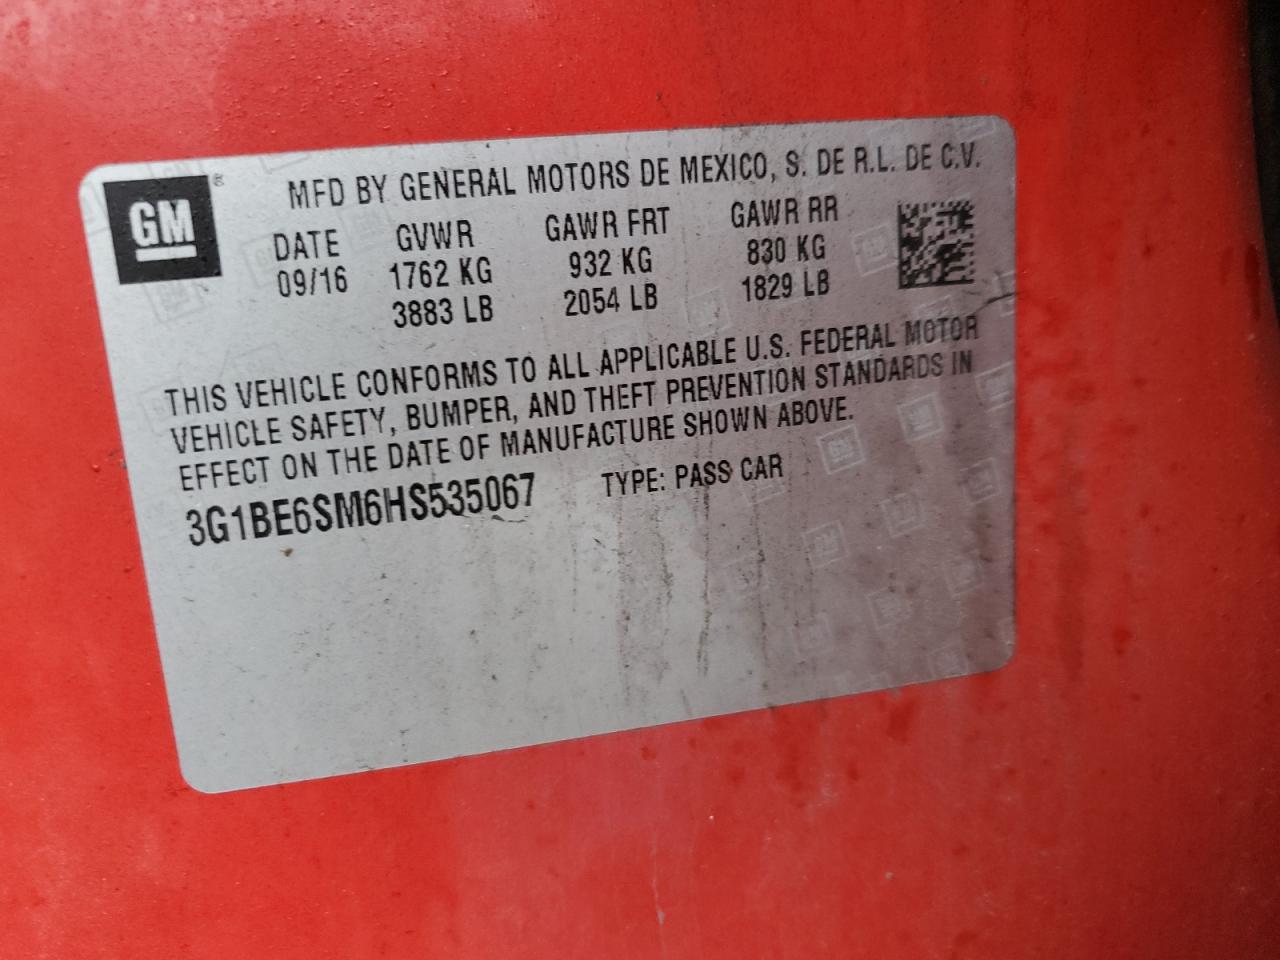 GM
MFD BY GENERAL MOTORS DE MEXICO, S. DE R.L. DE C.V.
DATE GVWR GAWR FRT GAWR RR
09/16 1762 KG 932 KG 830 KG
3883 LB 2054 LB 1829 LB
THIS VEHICLE CONFORMS TO ALL APPLICABLE U.S. FEDERAL MOTOR
VEHICLE SAFETY, BUMPER, AND THEFT PREVENTION STANDARDS IN
EFFECT ON THE DATE OF MANUFACTURE SHOWN ABOVE.
3G1BE6SM6HS535067 TYPE: PASS CAR